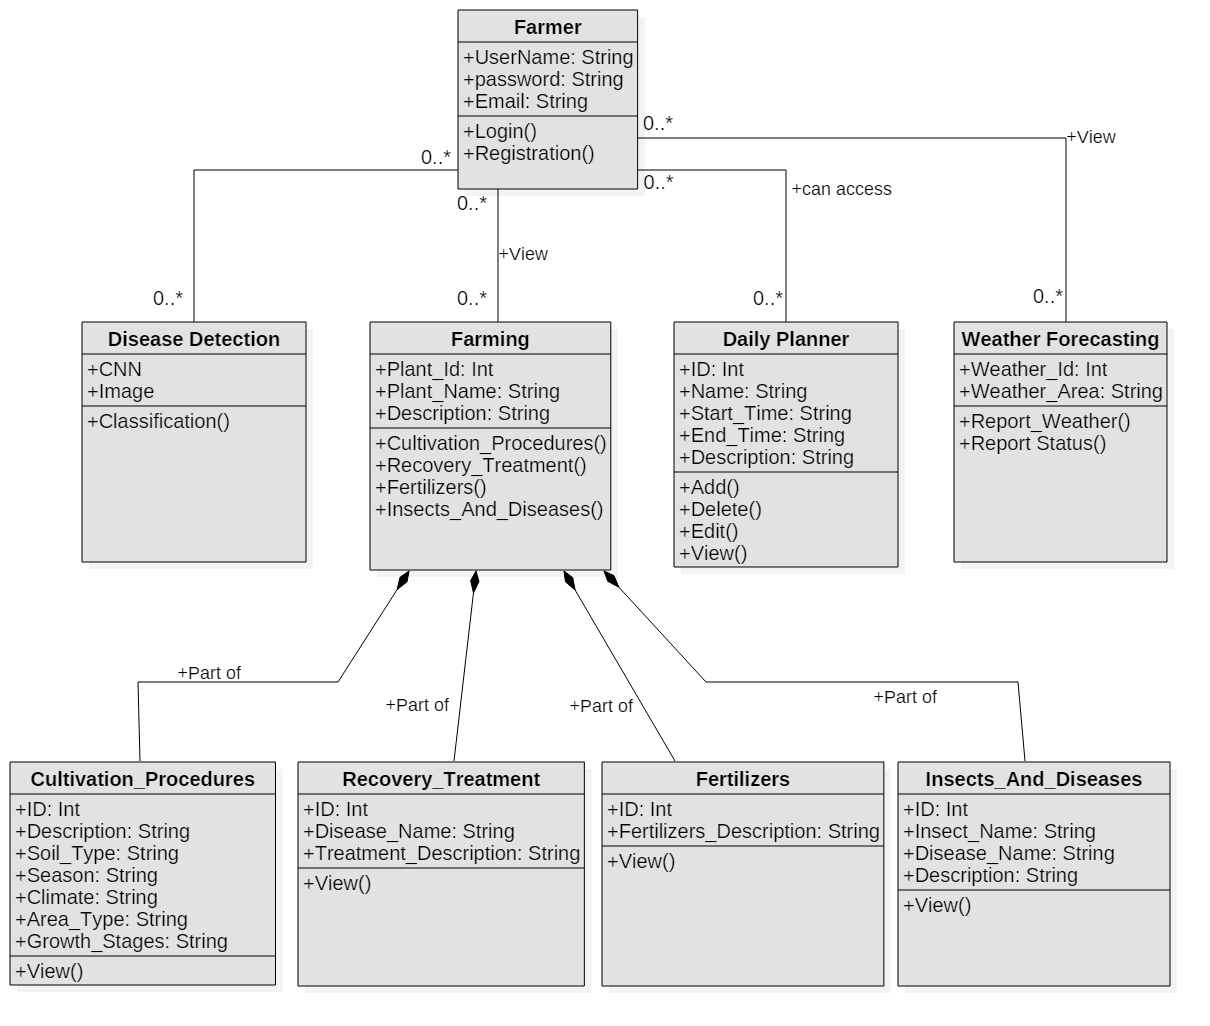 Farmer
+UserName: String
+password: String
+Email: String
+Login()
+Registration()
0..*
+View
0..*
0..*
+can access
0..*
+View
0..*
0..*
0..*
0..*
Disease Detection
+CNN
+Image
+Classification()
Farming
+Plant_Id: Int
+Plant_Name: String
+Description: String
+Cultivation_Procedures()
+Recovery_Treatment()
+Fertilizers()
+Insects_And_Diseases()
Daily Planner
+ID: Int
+Name: String
+Start_Time: String
+End_Time: String
+Description: String
+Add()
+Delete()
+Edit()
+View()
Weather Forecasting
+Weather_Id: Int
+Weather_Area: String
+Report_Weather()
+Report Status()
+Part of
+Part of
+Part of
+Part of
Cultivation_Procedures
+ID: Int
+Description: String
+Soil_Type: String
+Season: String
+Climate: String
+Area_Type: String
+Growth_Stages: String
+View()
Recovery_Treatment
+ID: Int
+Disease_Name: String
+Treatment_Description: String
+View()
Fertilizers
+ID: Int
+Fertilizers_Description: String
+View()
Insects_And_Diseases
+ID: Int
+Insect_Name: String
+Disease_Name: String
+Description: String
+View()